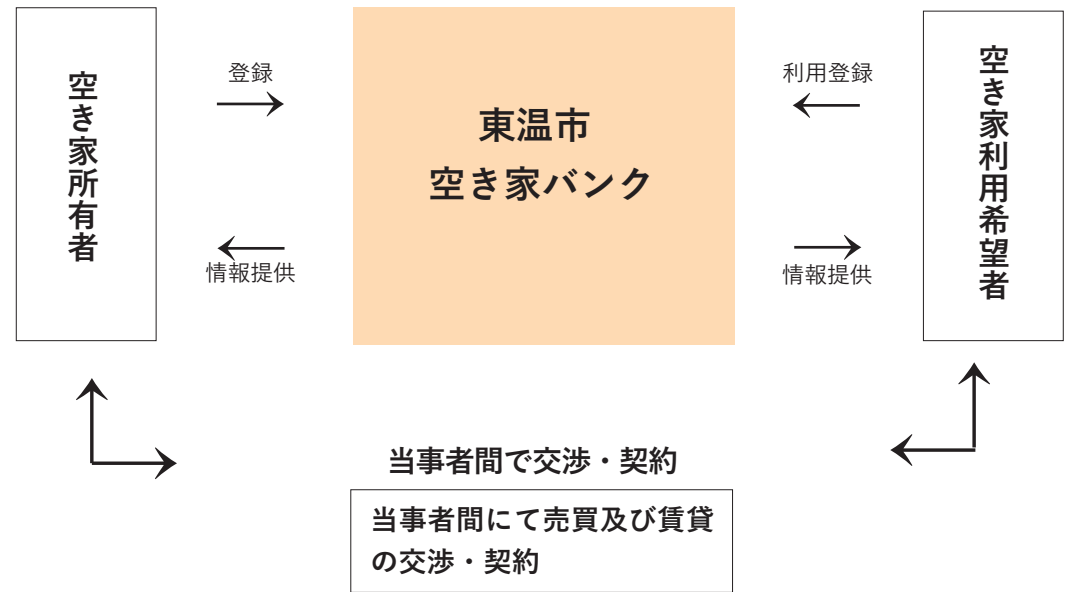 空き家所有者
登録
情報提供
東温市
空き家バンク
利用登録
情報提供
空き家利用希望者
当事者間で交渉・契約
当事者間にて売買及び賃貸
の交渉・契約